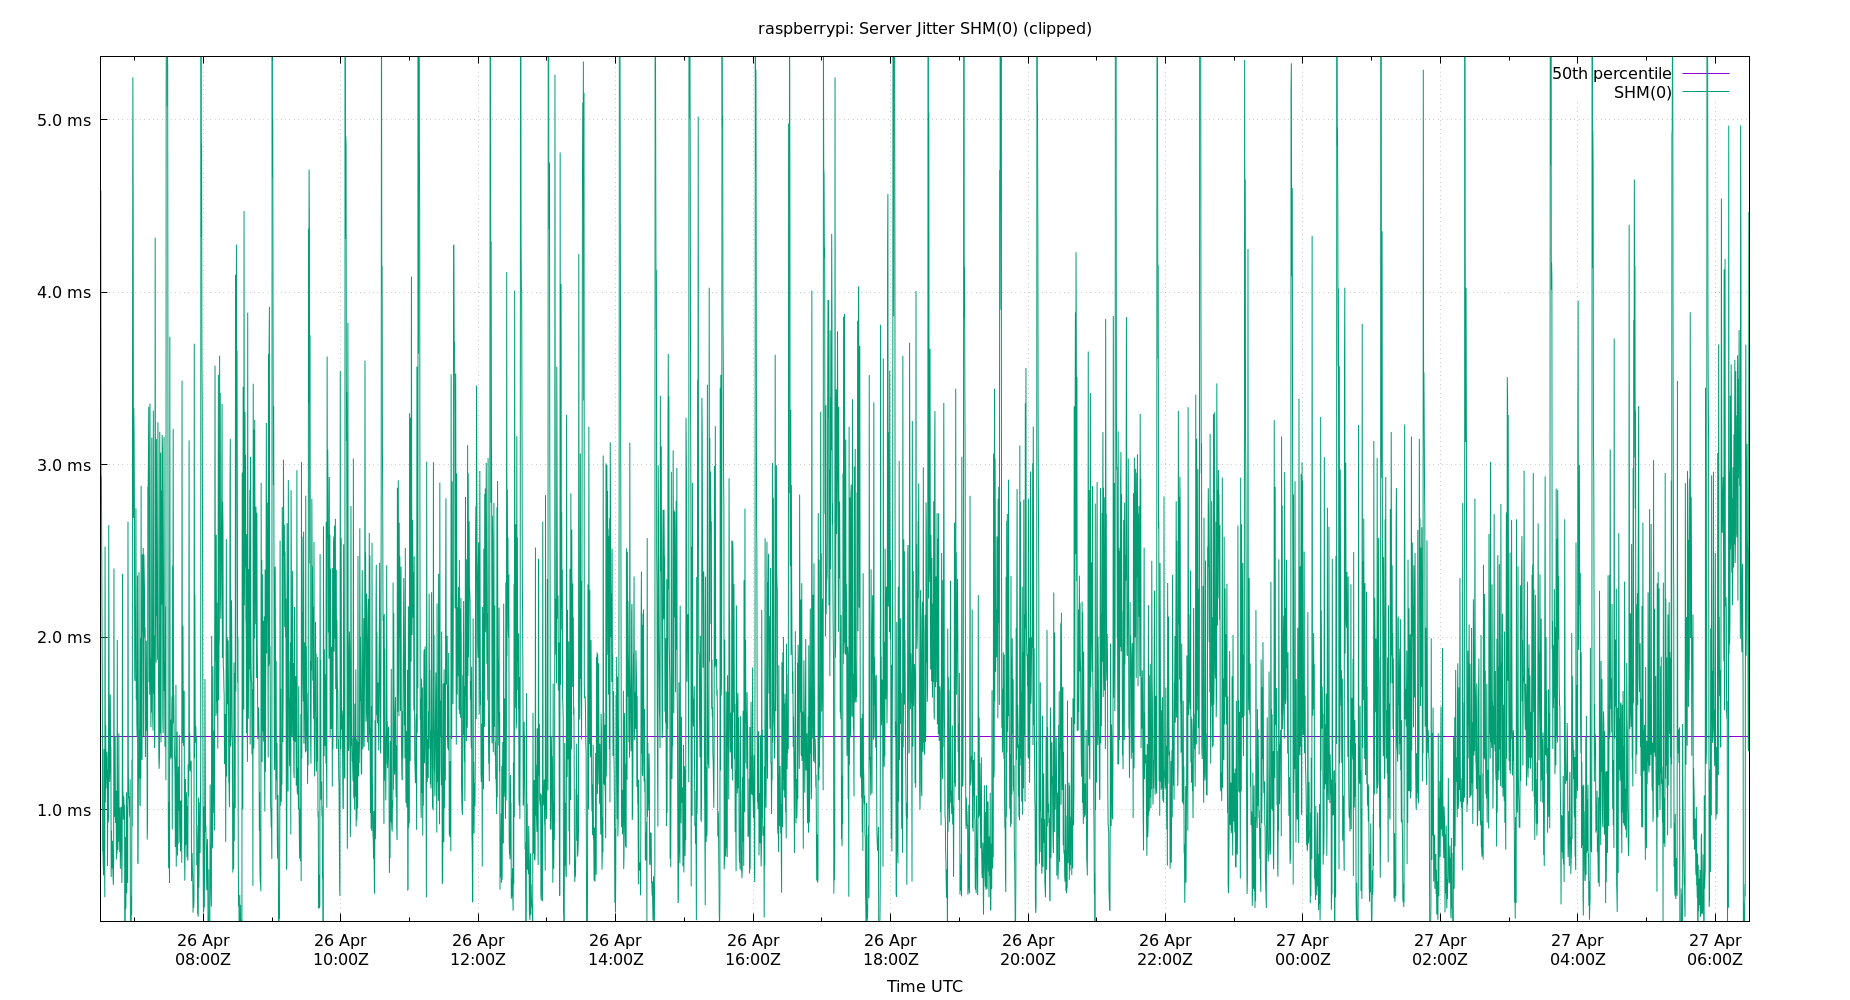 raspberrypi: Server Jitter SHM(0) (clipped)
50th percentile
SHM(0)
5.0 ms
4.0 ms
3.0 ms
2.0 ms
1.0 ms
26 Apr 26 Apr 26 Apr 26 Apr 26 Apr 26 Apr 26 Apr 26 Apr 27 Apr 27 Apr 27 Apr 27 Apr
08:00Z 10:00Z 12:00Z 14:00Z 16:00Z 18:00Z 20:00Z 22:00Z 00:00Z 02:00Z 04:00Z 06:00Z
Time UTC